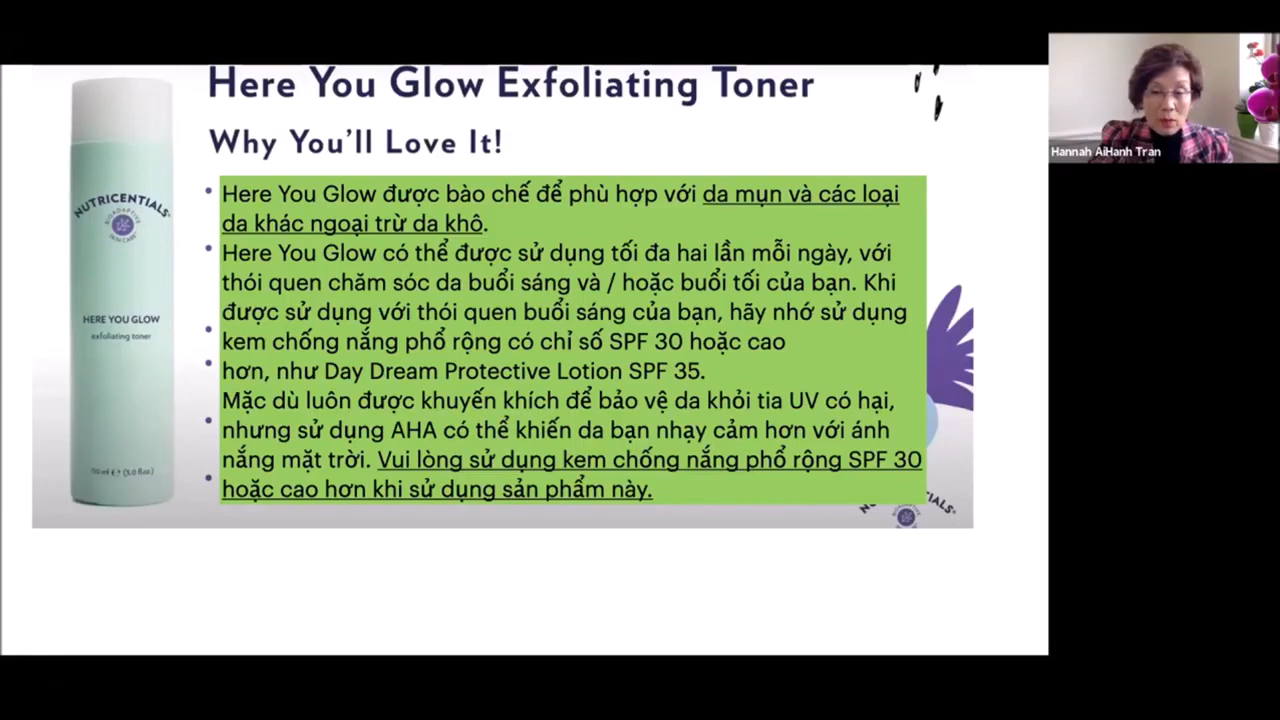 Here You Glow Exfoliating Toner
Why You'll Love It!
Hannah AiHanh Tran
NUTRICENTIALS
BIOADAPTIVE
SKIN CARE
HERE YOU GLOW
exfoliating toner
Here You Glow được bào chế để phù hợp với da mụn và các loại
da khác ngoại trừ da khô.
Here You Glow có thể được sử dụng tối đa hai lần mỗi ngày, với
thói quen chăm sóc da buổi sáng và / hoặc buổi tối của bạn. Khi
được sử dụng với thói quen buổi sáng của bạn, hãy nhớ sử dụng
kem chống nắng phổ rộng có chỉ số SPF 30 hoặc cao
hơn, như Day Dream Protective Lotion SPF 35.
Mặc dù luôn được khuyến khích để bảo vệ da khỏi tia UV có hại,
nhưng sử dụng AHA có thể khiến da bạn nhạy cảm hơn với ánh
nắng mặt trời. Vui lòng sử dụng kem chống nắng phổ rộng SPF 30
hoặc cao hơn khi sử dụng sản phẩm này.